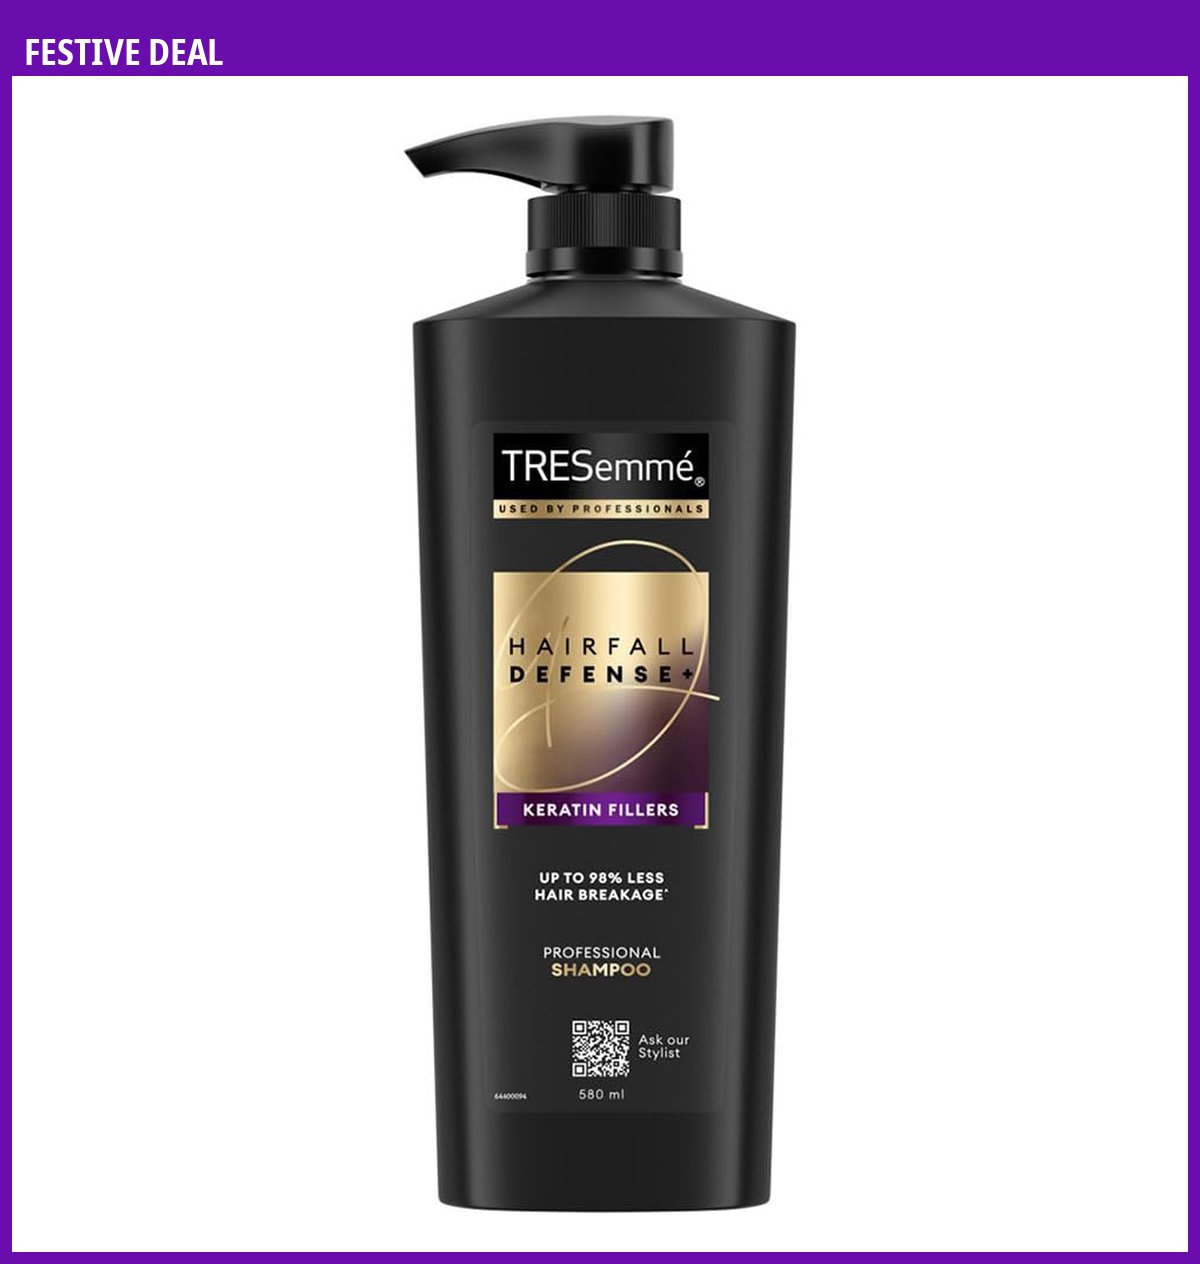 FESTIVE DEAL
TRESemmé®
USED BY PROFESSIONALS
HAIRFALL
DEFENSE+
KERATIN FILLERS
UP TO 98% LESS
HAIR BREAKAGE^
PROFESSIONAL
SHAMPOO
Ask our
Stylist
64400094
580 ml